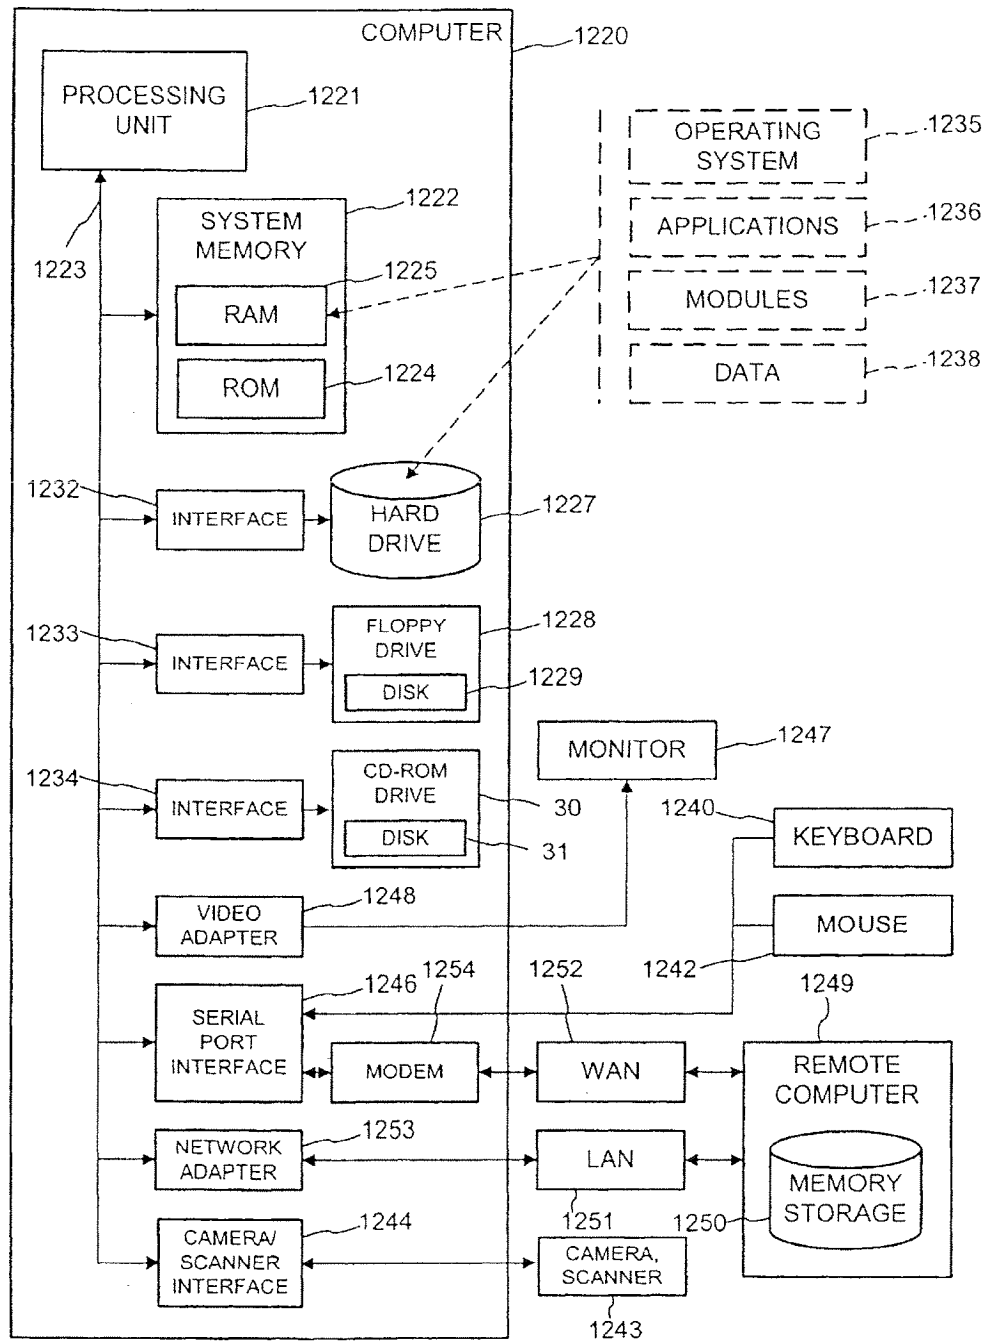 COMPUTER
1220
PROCESSING
UNIT
1221
1223
SYSTEM
MEMORY
1222
RAM
1225
ROM
1224
OPERATING
SYSTEM
1235
APPLICATIONS
1236
MODULES
1237
DATA
1238
1232
INTERFACE
HARD
DRIVE
1227
1233
INTERFACE
FLOPPY
DRIVE
1228
DISK
1229
1234
INTERFACE
CD-ROM
DRIVE
30
DISK
31
MONITOR
1247
1240
KEYBOARD
MOUSE
1242
VIDEO
ADAPTER
1248
SERIAL
PORT
INTERFACE
1246
MODEM
1254
WAN
1252
1249
REMOTE
COMPUTER
MEMORY
STORAGE
1250
NETWORK
ADAPTER
1253
LAN
1251
CAMERA/
SCANNER
INTERFACE
1244
CAMERA,
SCANNER
1243